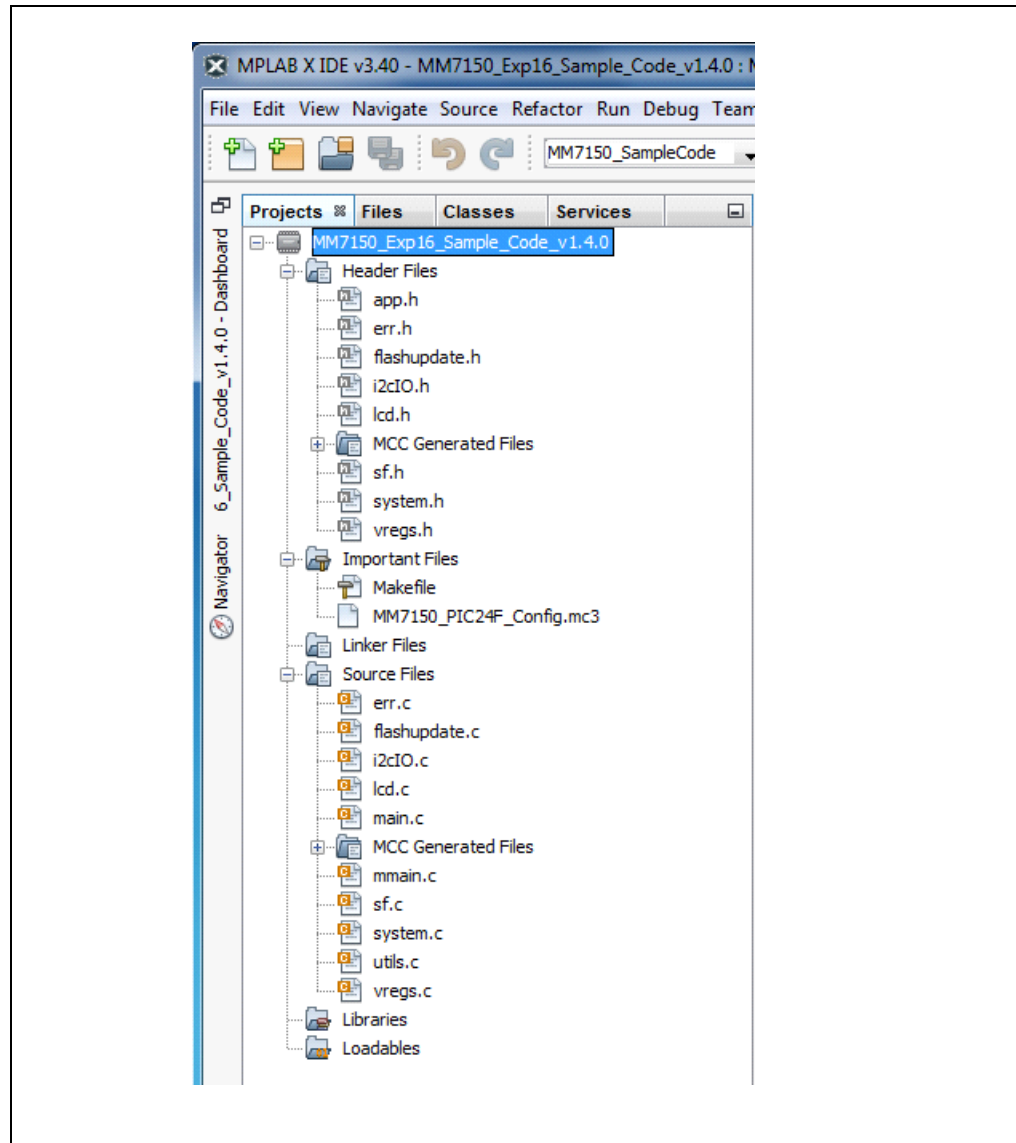 MPLAB X IDE v3.40 - MM7150_Exp16_Sample_Code_v1.4.0 :
File Edit View Navigate Source Refactor Run Debug Team
MM7150_SampleCode
Projects Files Classes Services
6_Sample_Code_v1.4.0 - Dashboard
Navigator
MM7150_Exp16_Sample_Code_v1.4.0
Header Files
app.h
err.h
flashupdate.h
i2cIO.h
lcd.h
MCC Generated Files
sf.h
system.h
vregs.h
Important Files
Makefile
MM7150_PIC24F_Config.mc3
Linker Files
Source Files
err.c
flashupdate.c
i2cIO.c
lcd.c
main.c
MCC Generated Files
mmain.c
sf.c
system.c
utils.c
vregs.c
Libraries
Loadables